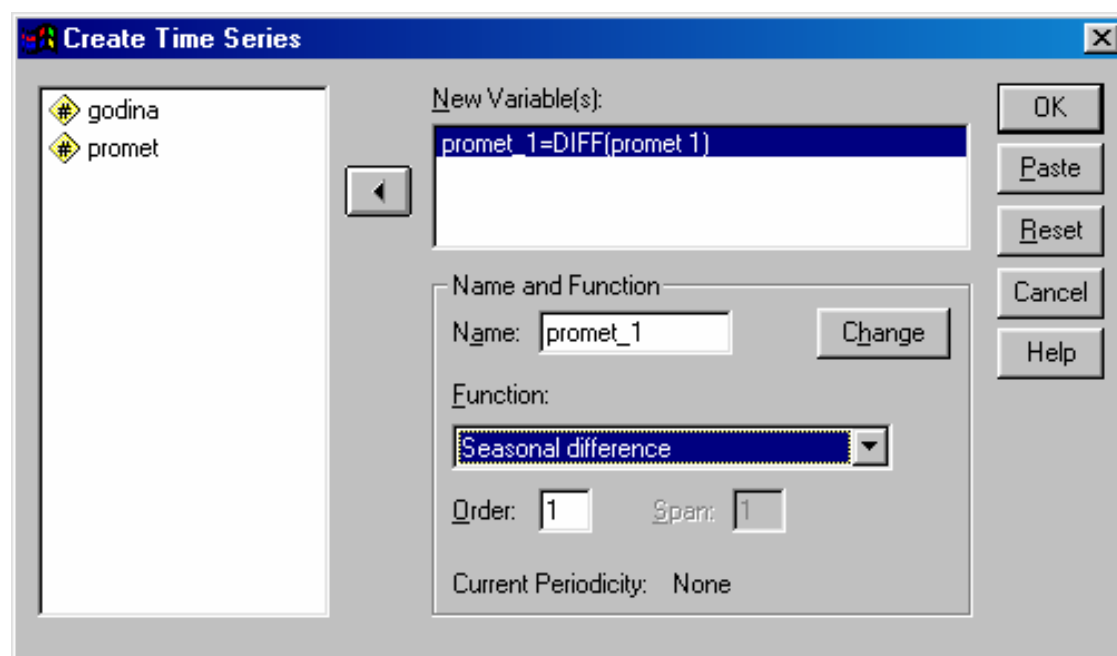 Create Time Series
godina
promet
New Variable(s):
promet_1=DIFF(promet 1)
Name and Function
Name: promet_1 Change
Function:
Seasonal difference
Order: 1 Span: 1
Current Periodicity: None
OK
Paste
Reset
Cancel
Help